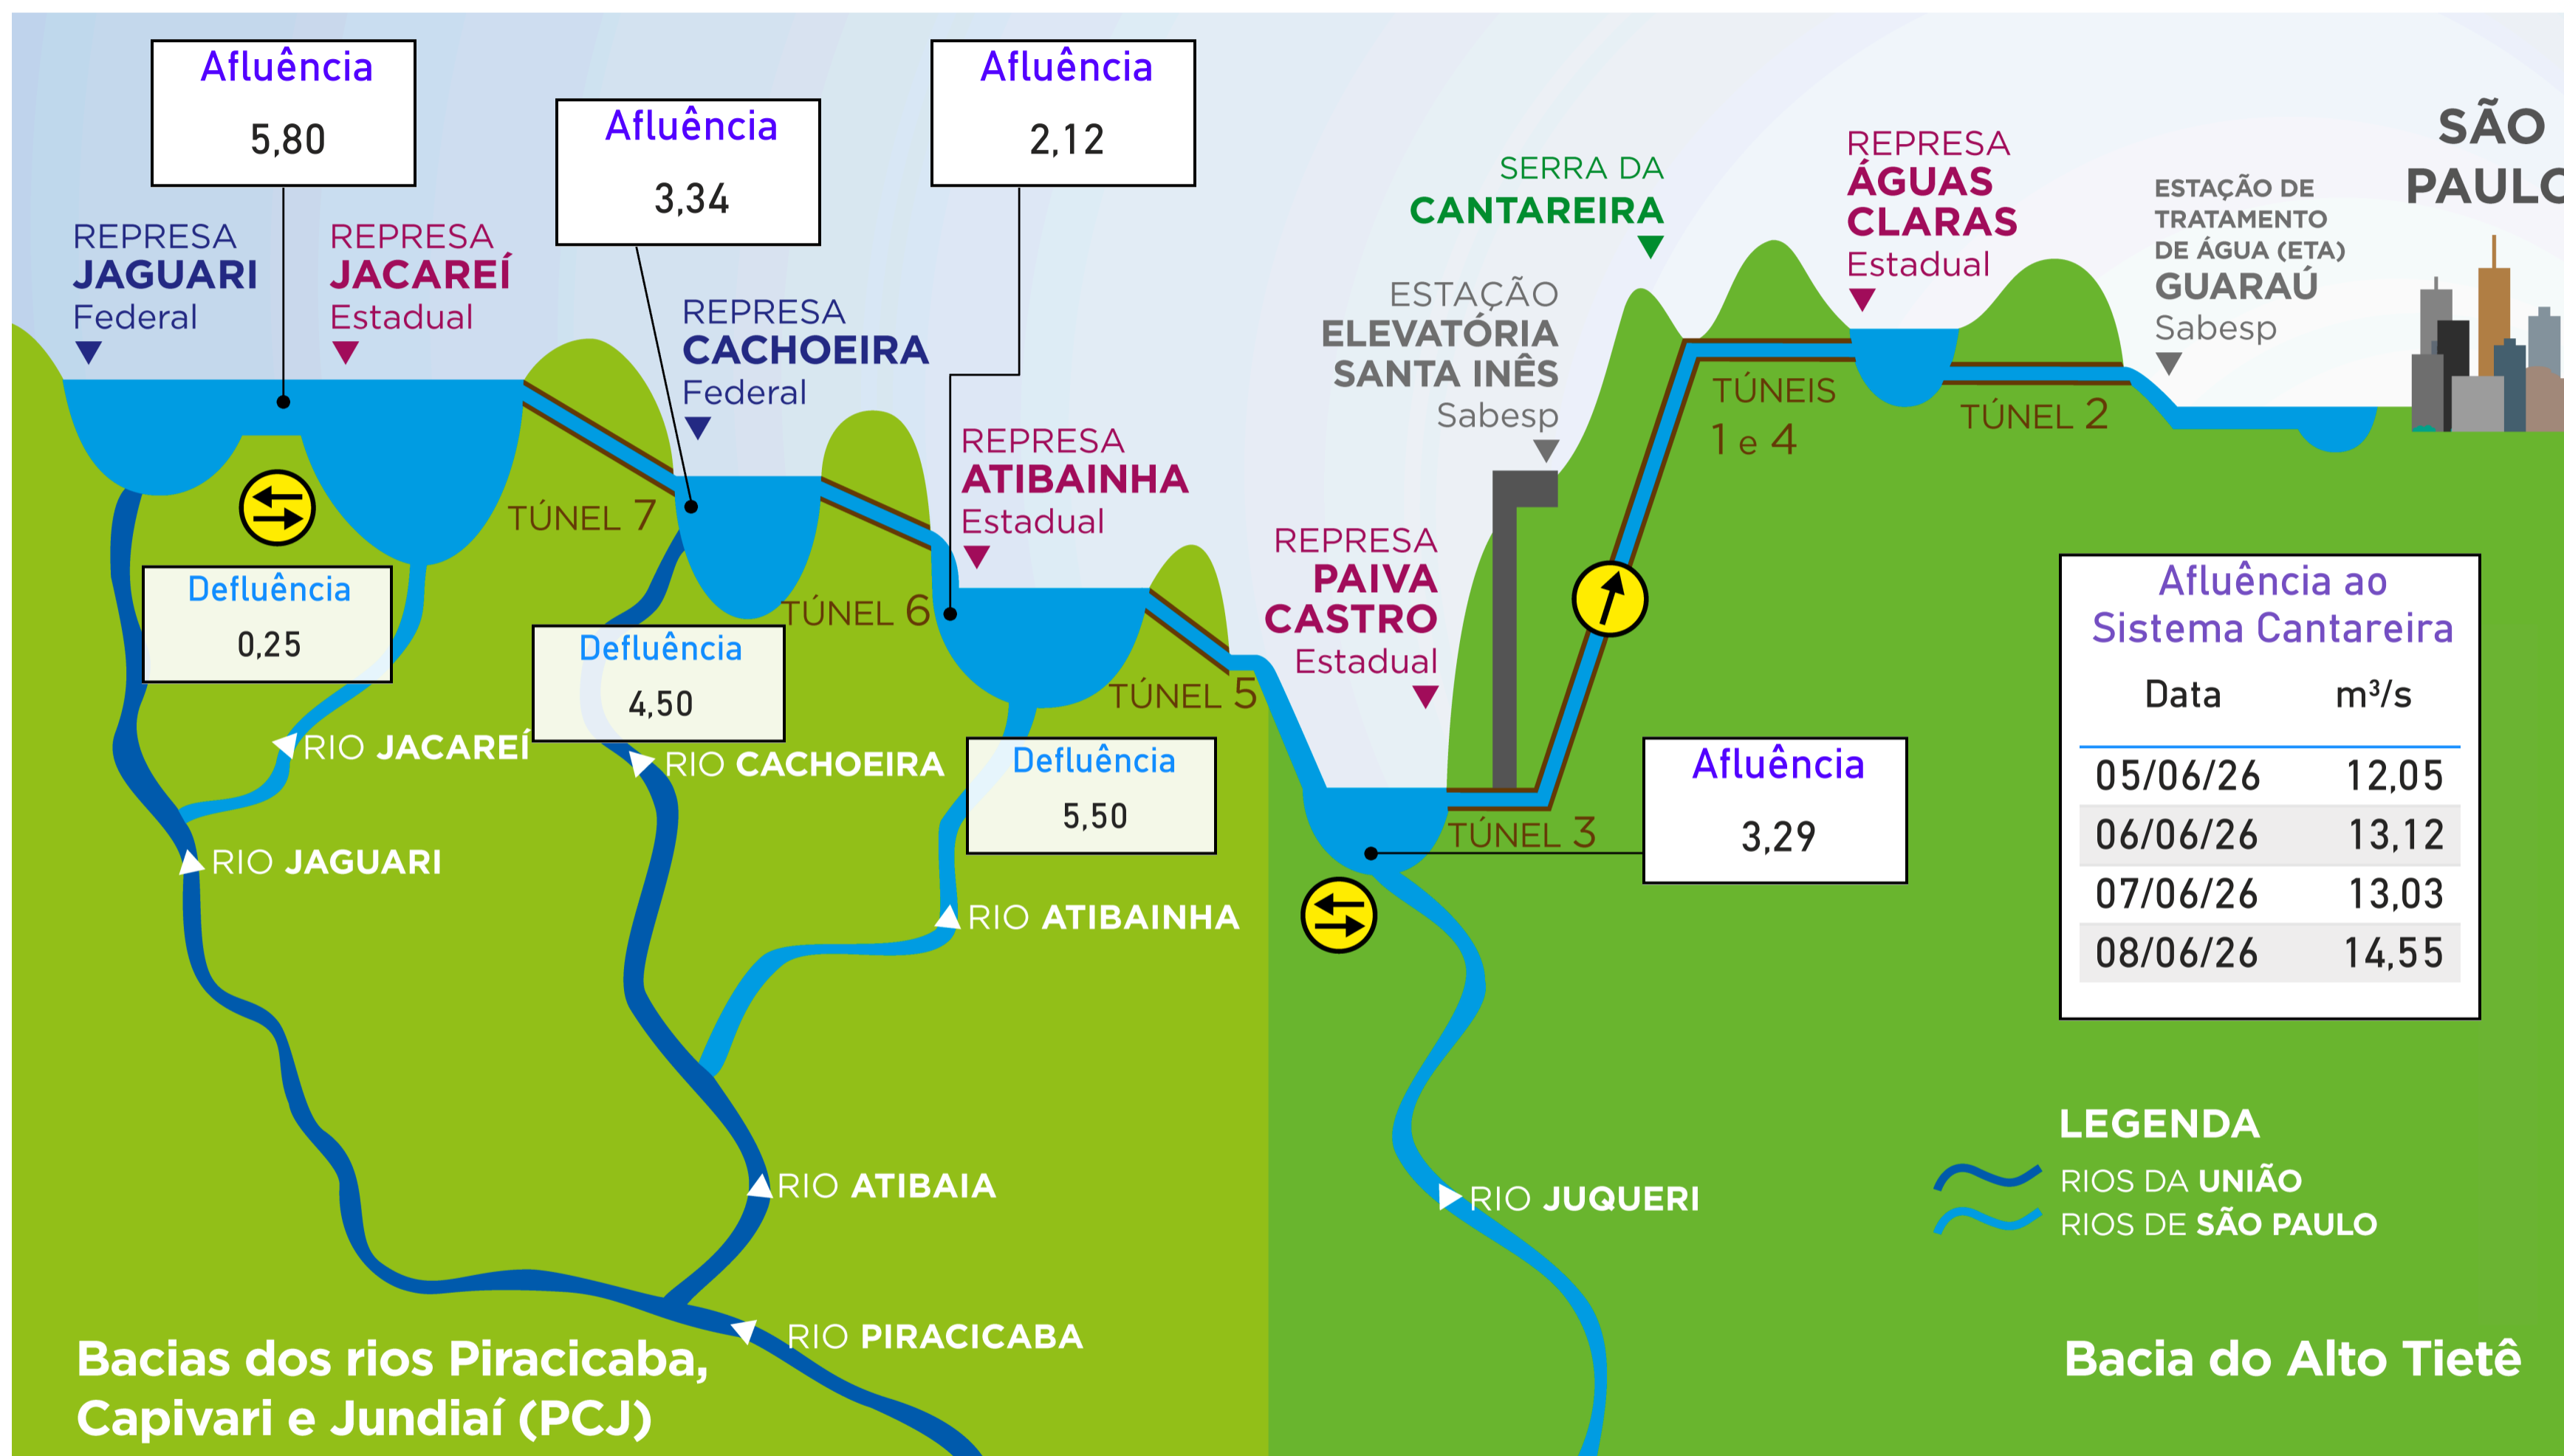 Afluência
5,80
Afluência
3,34
Afluência
2,12
REPRESA
JAGUARI
Federal
REPRESA
JACAREÍ
Estadual
REPRESA
CACHOEIRA
Federal
REPRESA
ATIBAINHA
Estadual
SERRA DA
CANTAREIRA
ESTAÇÃO
ELEVATÓRIA
SANTA INÊS
Sabesp
REPRESA
ÁGUAS
CLARAS
Estadual
ESTAÇÃO DE
TRATAMENTO
DE ÁGUA (ETA)
GUARAÚ
Sabesp
SÃO
PAULO
TÚNEL 7
TÚNEL 6
TÚNEL 5
REPRESA
PAIVA
CASTRO
Estadual
TÚNEIS
1 e 4
TÚNEL 2
TÚNEL 3
Defluência
0,25
Defluência
4,50
Defluência
5,50
Afluência
3,29
Afluência ao
Sistema Cantareira
Data m³/s
05/06/26 12,05
06/06/26 13,12
07/06/26 13,03
08/06/26 14,55
RIO JACAREÍ
RIO CACHOEIRA
RIO JAGUARI
RIO ATIBAINHA
RIO ATIBAIA
RIO JUQUERI
RIO PIRACICABA
LEGENDA
RIOS DA UNIÃO
RIOS DE SÃO PAULO
Bacias dos rios Piracicaba,
Capivari e Jundiaí (PCJ)
Bacia do Alto Tietê